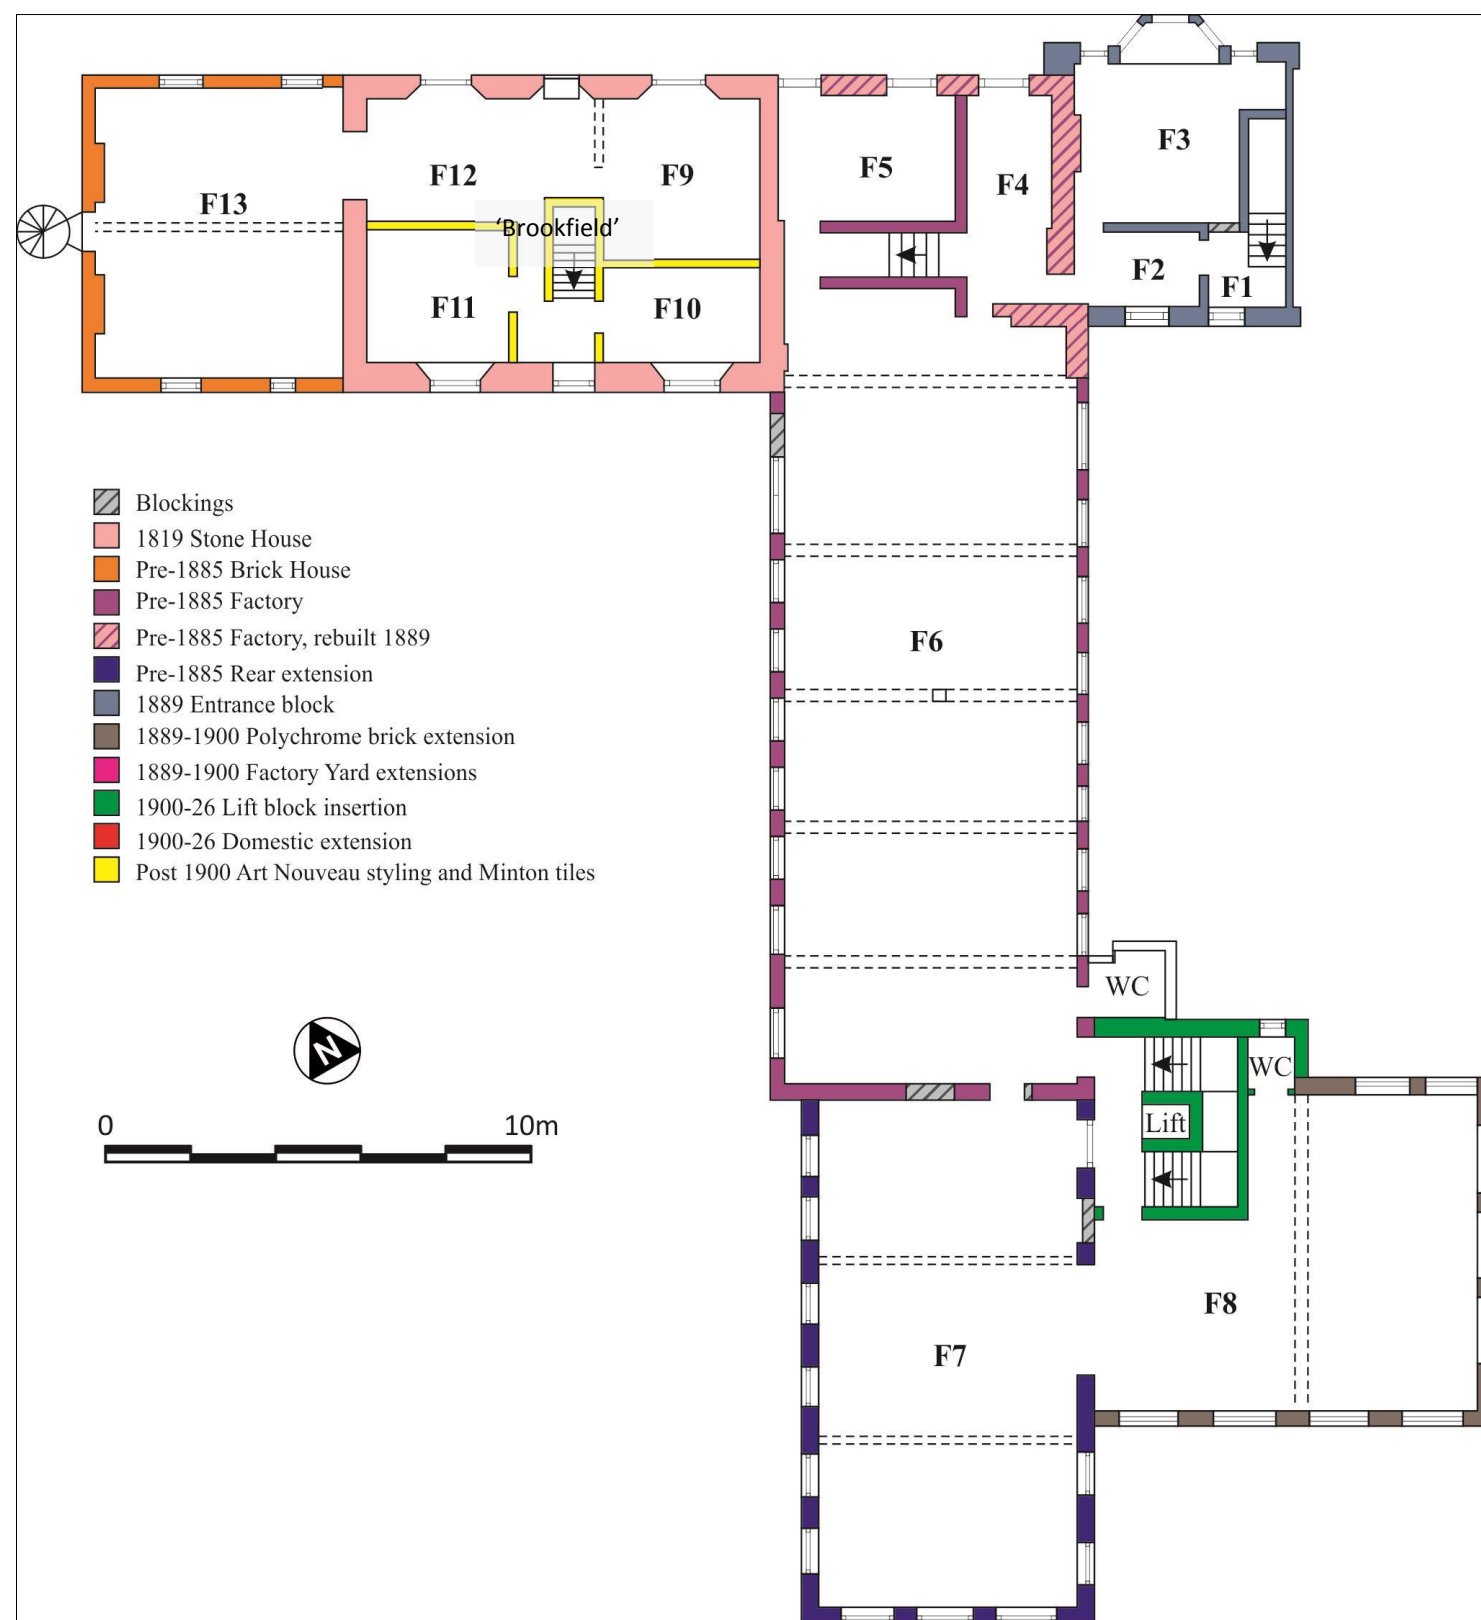 F3
F5
F4
F12
F9
F13
‘Brookfield’
F2
F1
F11
F10
Blockings
1819 Stone House
Pre-1885 Brick House
Pre-1885 Factory
Pre-1885 Factory, rebuilt 1889
Pre-1885 Rear extension
1889 Entrance block
1889-1900 Polychrome brick extension
1889-1900 Factory Yard extensions
1900-26 Lift block insertion
1900-26 Domestic extension
Post 1900 Art Nouveau styling and Minton tiles
F6
WC
N
WC
0 10m
Lift
F8
F7